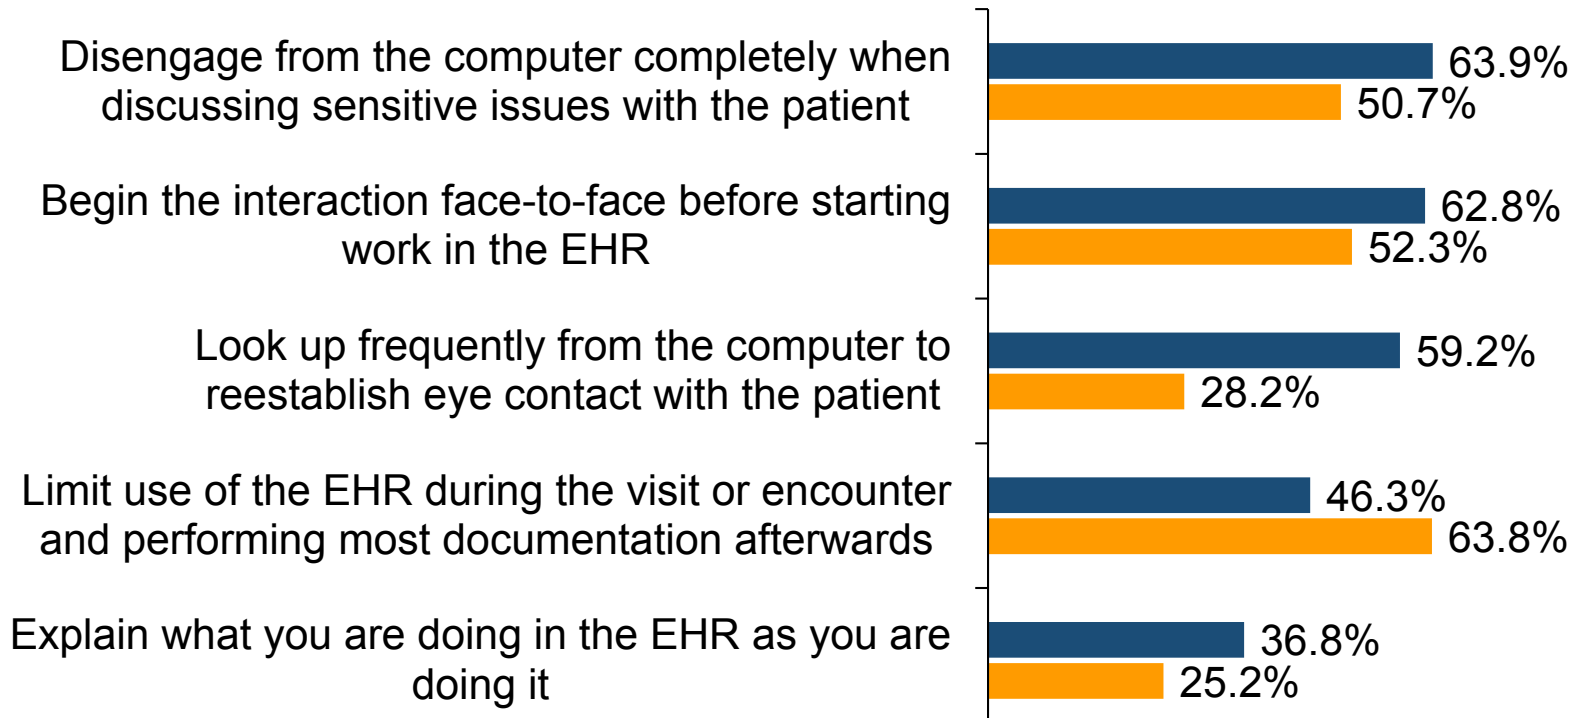 Disengage from the computer completely when
discussing sensitive issues with the patient
63.9%
50.7%
Begin the interaction face-to-face before starting
work in the EHR
62.8%
52.3%
Look up frequently from the computer to
reestablish eye contact with the patient
59.2%
28.2%
Limit use of the EHR during the visit or encounter
and performing most documentation afterwards
46.3%
63.8%
Explain what you are doing in the EHR as you are
doing it
36.8%
25.2%